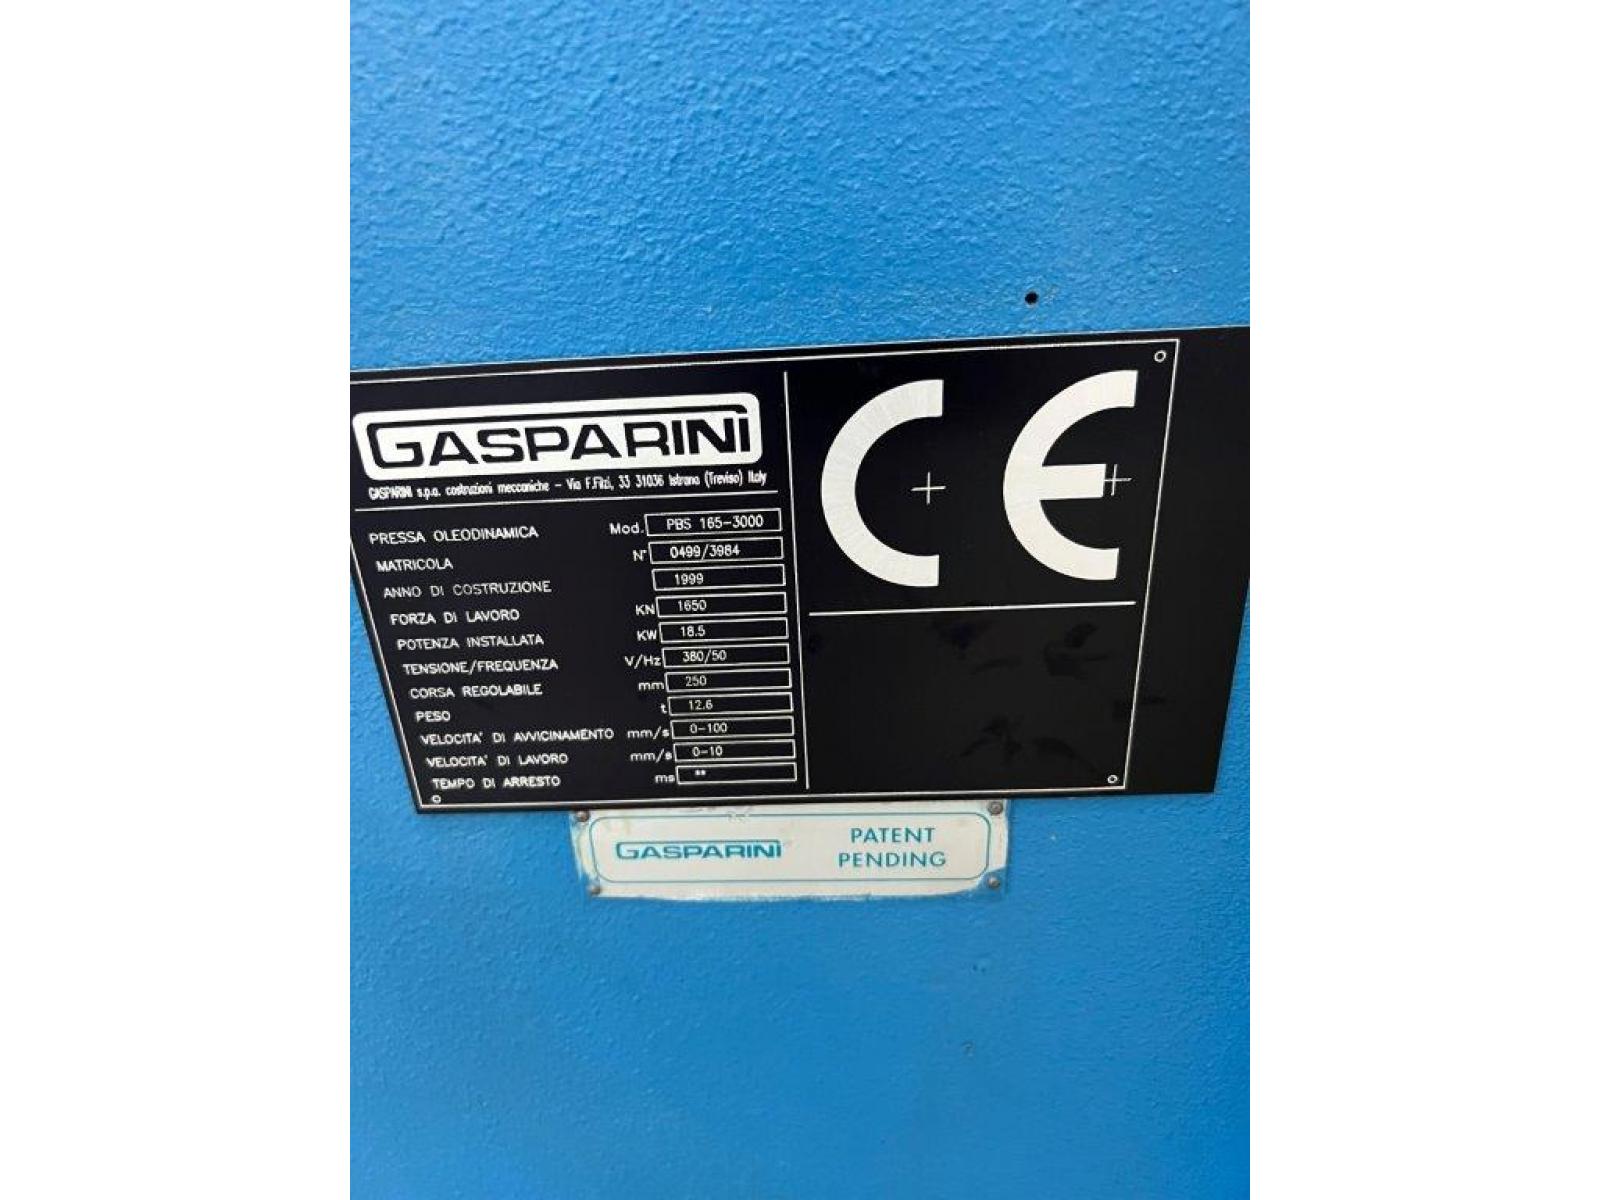 GASPARINI
GASPARINI s.p.a. costruzioni meccaniche - Via F.Filzi, 33 31036 Istrana (Treviso) Italy
PRESSA OLEODINAMICA Mod. PBS 165-3000
MATRICOLA N° 0499/3984
ANNO DI COSTRUZIONE 1999
FORZA DI LAVORO KN 1650
POTENZA INSTALLATA KW 18.5
TENSIONE/FREQUENZA V/Hz 380/50
CORSA REGOLABILE mm 250
PESO t 12.6
VELOCITA' DI AVVICINAMENTO mm/s 0-100
VELOCITA' DI LAVORO mm/s 0-10
TEMPO DI ARRESTO ms **
CE
GASPARINI
PATENT
PENDING